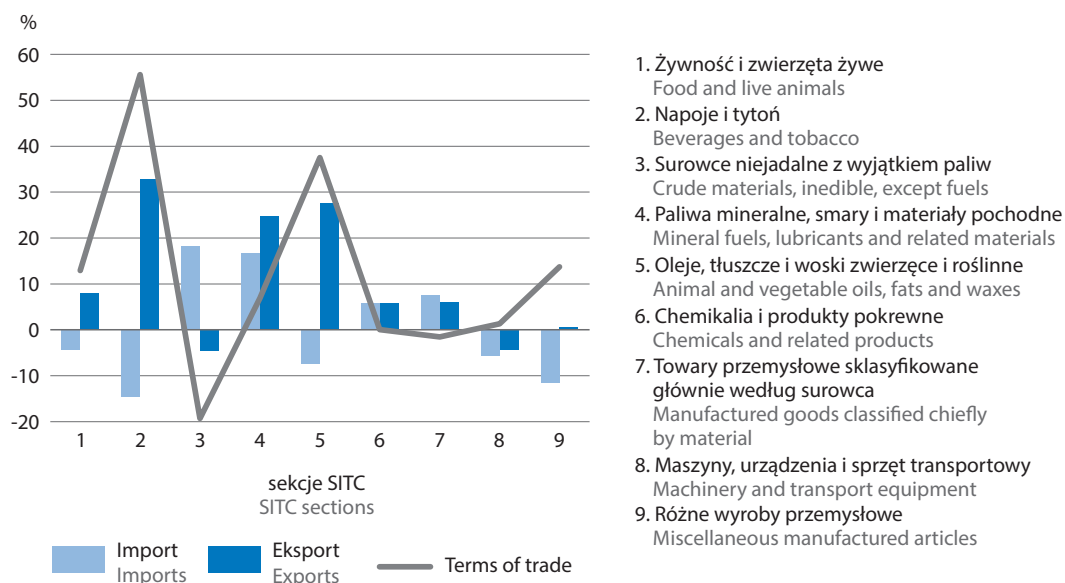 %
60
50
40
30
20
10
0
-10
-20
1 2 3 4 5 6 7 8 9
sekcje SITC
SITC sections
Import
Imports
Eksport
Exports
Terms of trade
1. Żywność i zwierzęta żywe
Food and live animals
2. Napoje i tytoń
Beverages and tobacco
3. Surowce niejadalne z wyjątkiem paliw
Crude materials, inedible, except fuels
4. Paliwa mineralne, smary i materiały pochodne
Mineral fuels, lubricants and related materials
5. Oleje, tłuszcze i woski zwierzęce i roślinne
Animal and vegetable oils, fats and waxes
6. Chemikalia i produkty pokrewne
Chemicals and related products
7. Towary przemysłowe sklasyfikowane
głównie według surowca
Manufactured goods classified chiefly
by material
8. Maszyny, urządzenia i sprzęt transportowy
Machinery and transport equipment
9. Różne wyroby przemysłowe
Miscellaneous manufactured articles